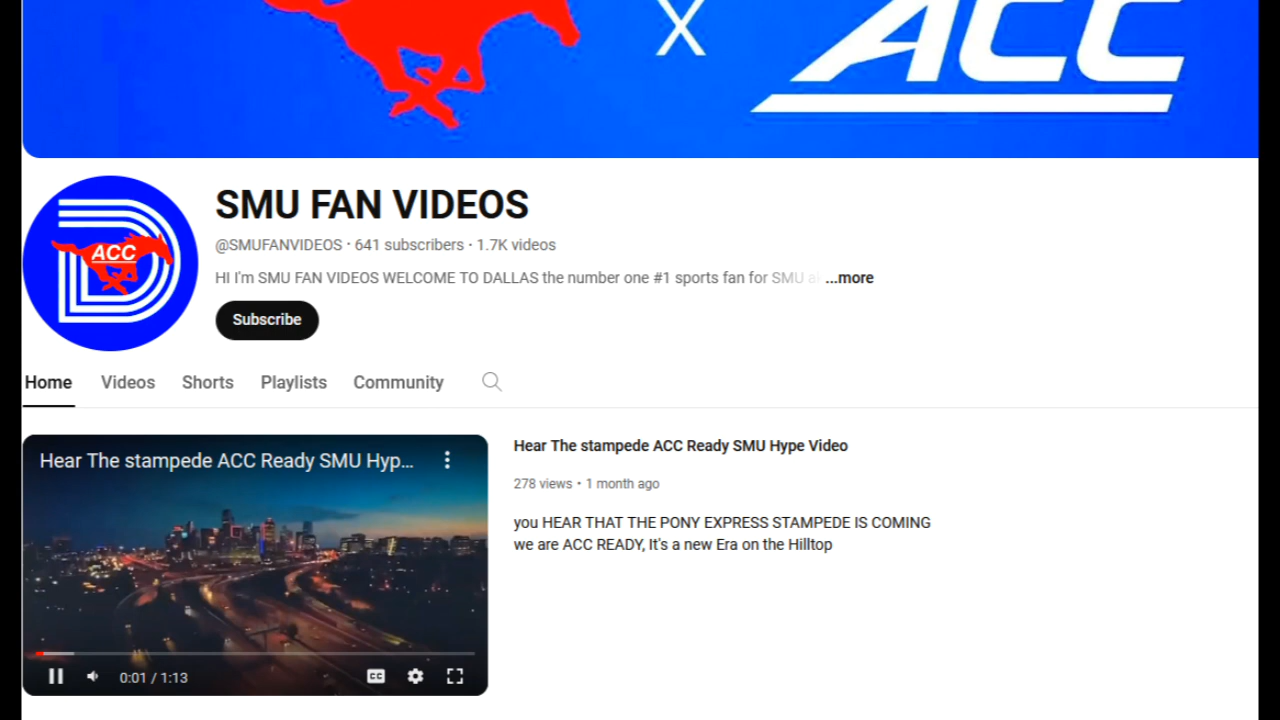 X ACC
SMU FAN VIDEOS
ACC
@SMUFANVIDEOS · 641 subscribers · 1.7K videos
HI I'm SMU FAN VIDEOS WELCOME TO DALLAS the number one #1 sports fan for SMU a ...more
Subscribe
Home Videos Shorts Playlists Community
Hear The stampede ACC Ready SMU Hyp...
Hear The stampede ACC Ready SMU Hype Video
278 views · 1 month ago
you HEAR THAT THE PONY EXPRESS STAMPEDE IS COMING
we are ACC READY, It's a new Era on the Hilltop
0:01 / 1:13 CC